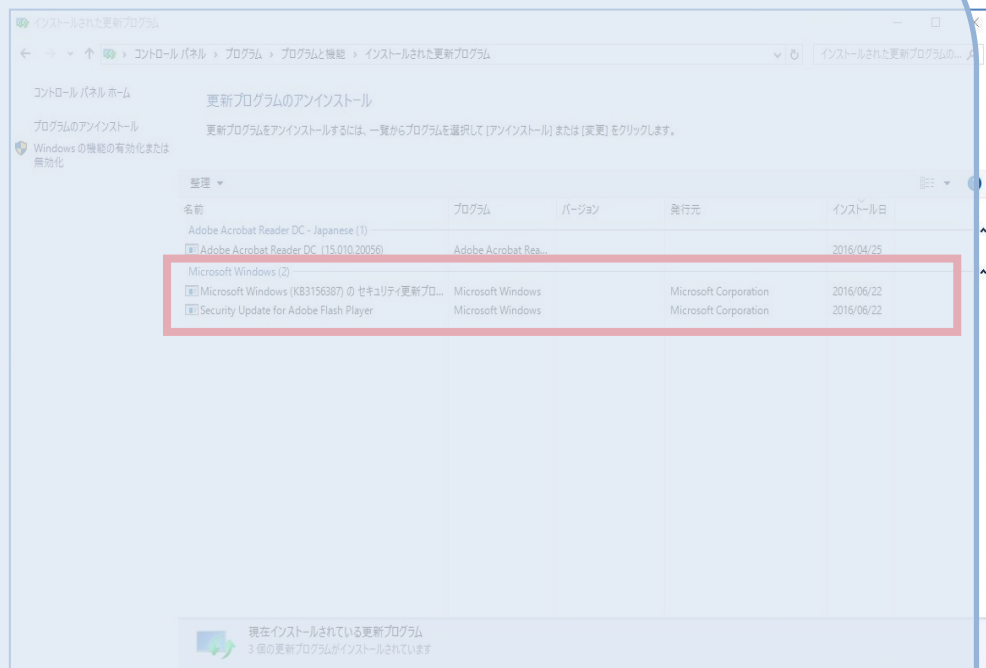 インストールされた更新プログラム
コントロール パネル › プログラム › プログラムと機能 › インストールされた更新プログラム
インストールされた更新プログラムの...
コントロール パネル ホーム
プログラムのアンインストール
Windows の機能の有効化または
無効化
更新プログラムのアンインストール
更新プログラムをアンインストールするには、一覧からプログラムを選択して [アンインストール] または [変更] をクリックします。
整理
名前 プログラム バージョン 発行元 インストール日
Adobe Acrobat Reader DC - Japanese (1)
Adobe Acrobat Reader DC (15.010.20056) Adobe Acrobat Rea... 2016/04/25
Microsoft Windows (2)
Microsoft Windows (KB3156387) の セキュリティ更新プロ... Microsoft Windows Microsoft Corporation 2016/06/22
Security Update for Adobe Flash Player Microsoft Windows Microsoft Corporation 2016/06/22
現在インストールされている更新プログラム
3 個の更新プログラムがインストールされています